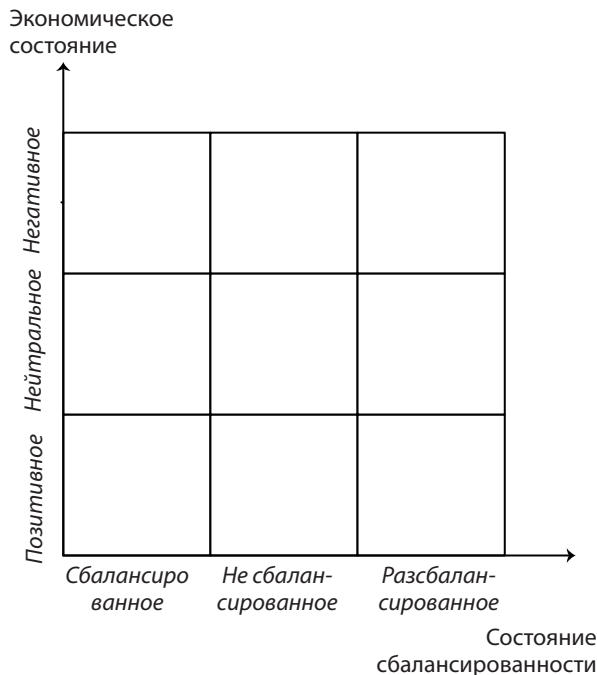 Экономическое
состояние
Негативное
Нейтральное
Позитивное
Сбалансиро
ванное
Не сбалан-
сированное
Разсбалан-
сированное
Состояние
сбалансированности